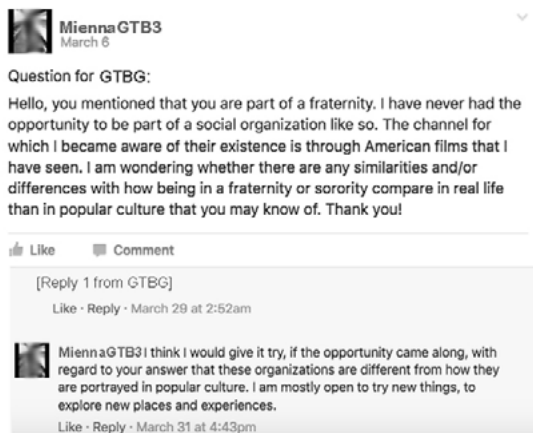 MiennaGTB3
March 6
Question for GTBG:
Hello, you mentioned that you are part of a fraternity. I have never had the
opportunity to be part of a social organization like so. The channel for
which I became aware of their existence is through American films that I
have seen. I am wondering whether there are any similarities and/or
differences with how being in a fraternity or sorority compare in real life
than in popular culture that you may know of. Thank you!
Like Comment
[Reply 1 from GTBG]
Like · Reply · March 29 at 2:52am
MiennaGTB3I think I would give it try, if the opportunity came along, with
regard to your answer that these organizations are different from how they
are portrayed in popular culture. I am mostly open to try new things, to
explore new places and experiences.
Like · Reply · March 31 at 4:43pm